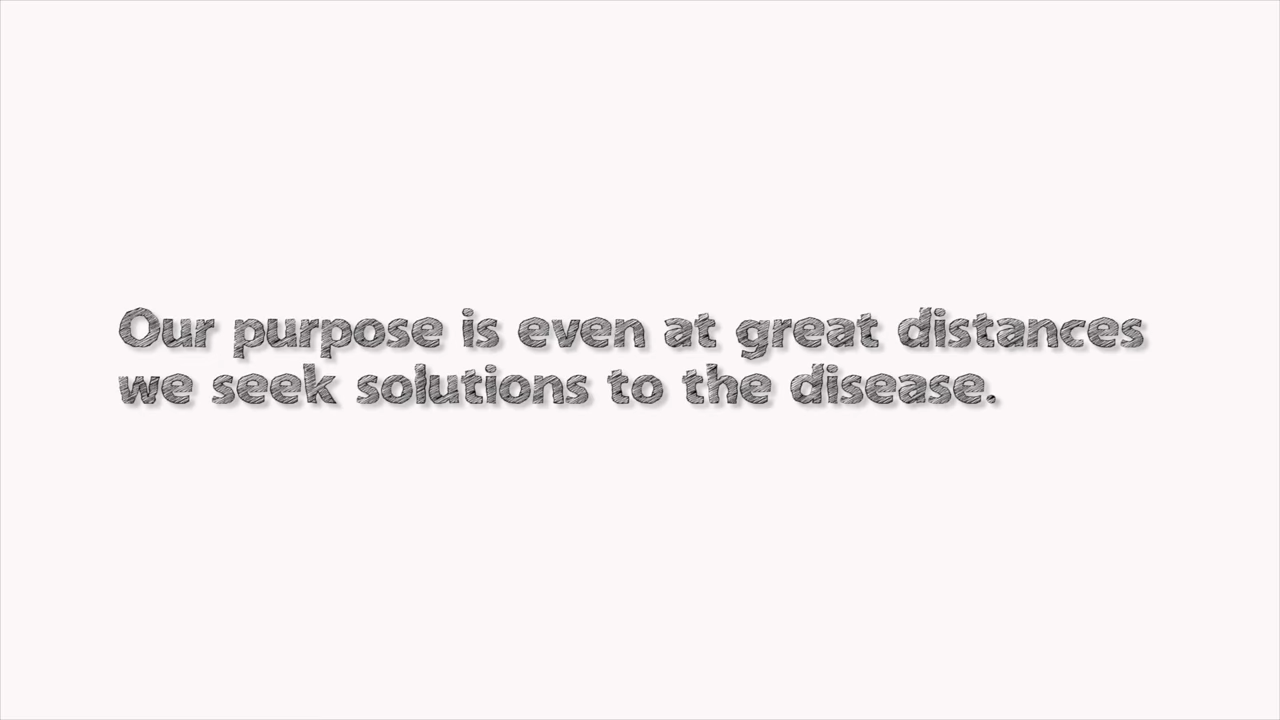 Our purpose is even at great distances
we seek solutions to the disease.